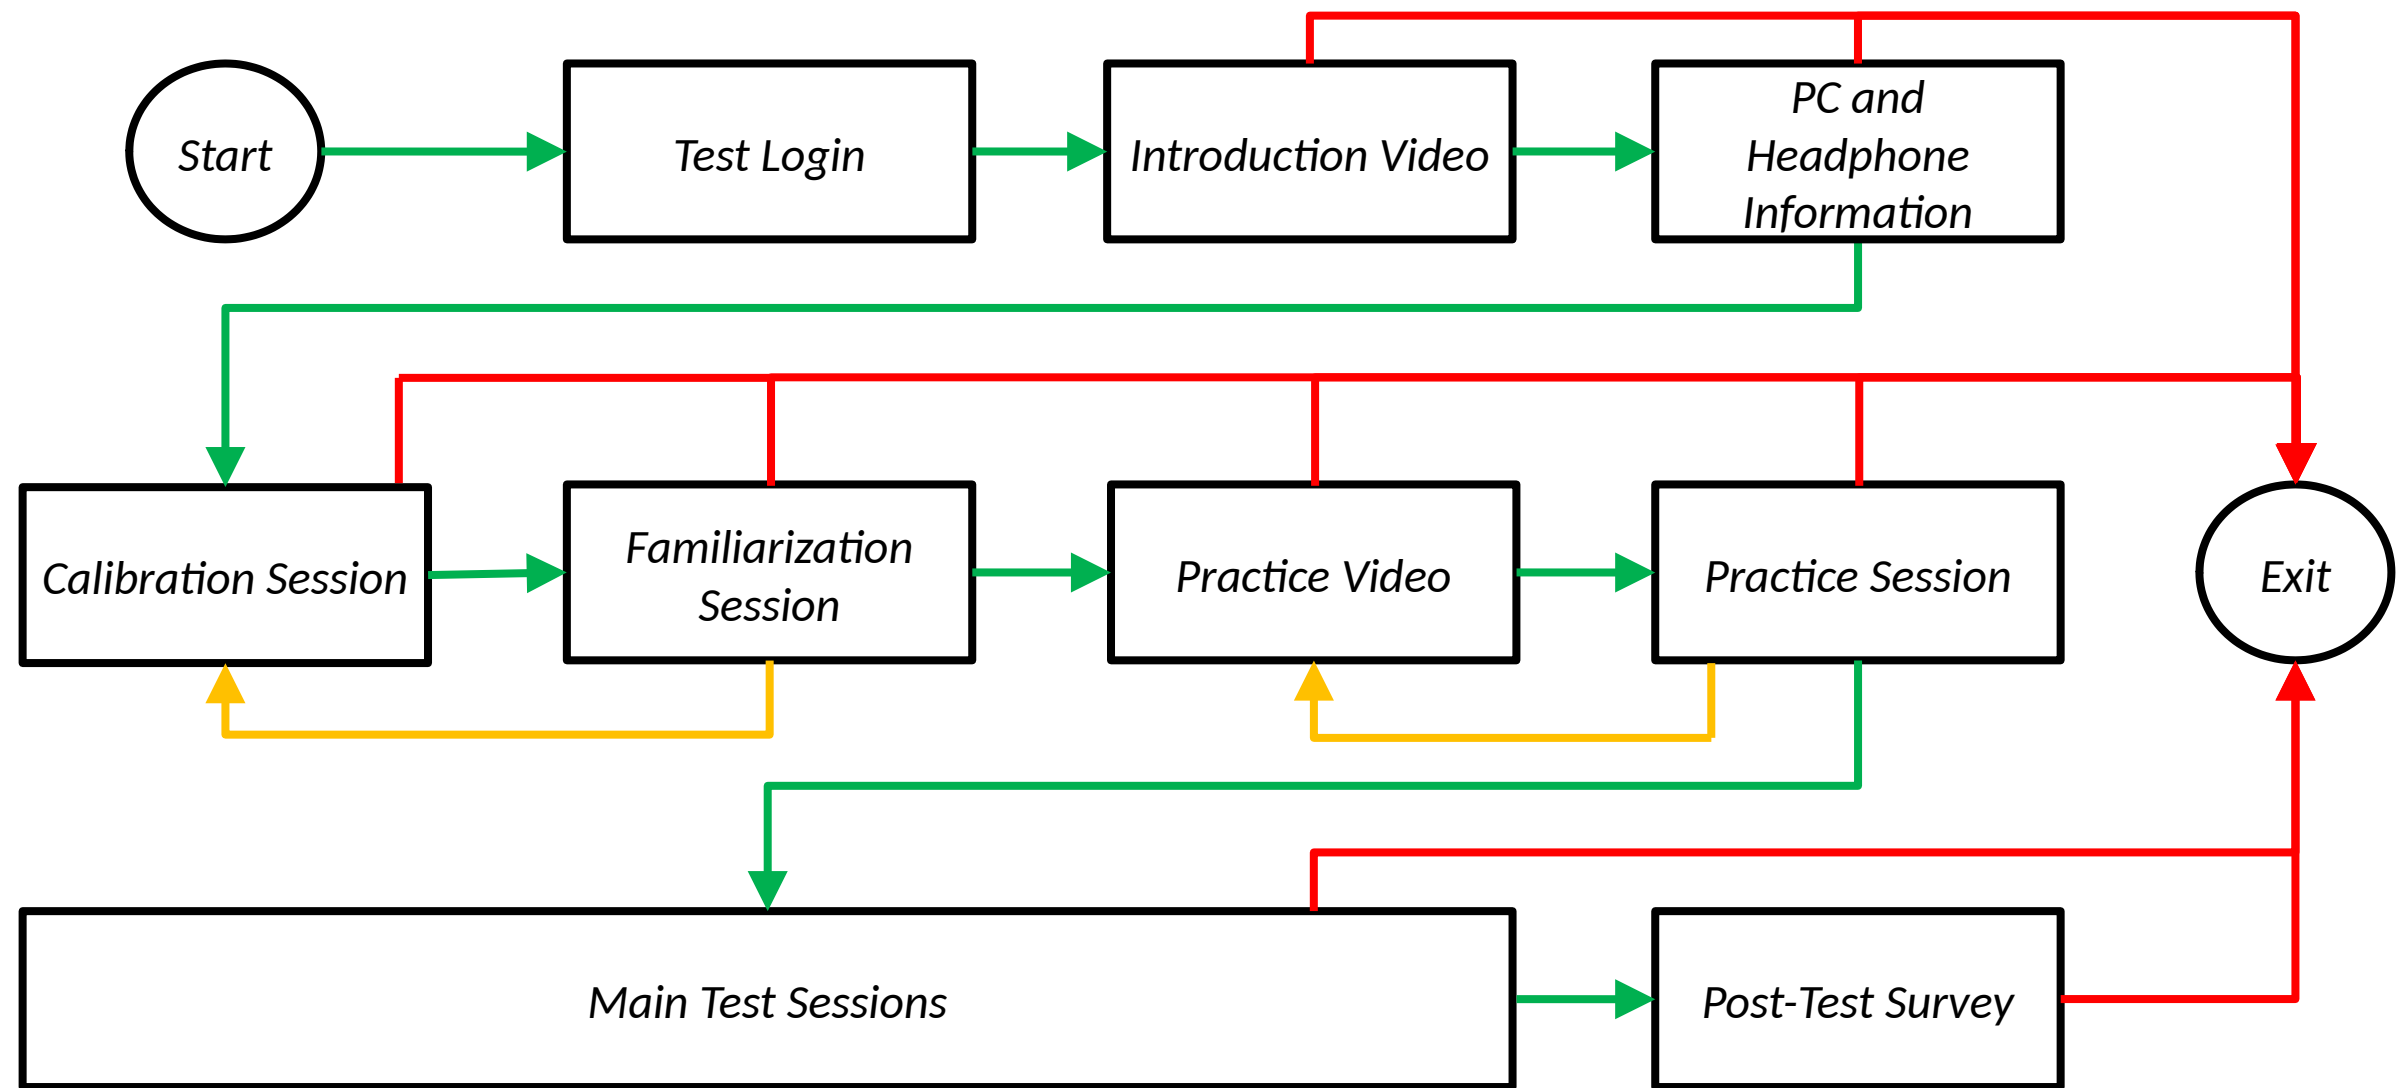 Start
Test Login
Introduction Video
PC and
Headphone
Information
Calibration Session
Familiarization
Session
Practice Video
Practice Session
Exit
Main Test Sessions
Post-Test Survey